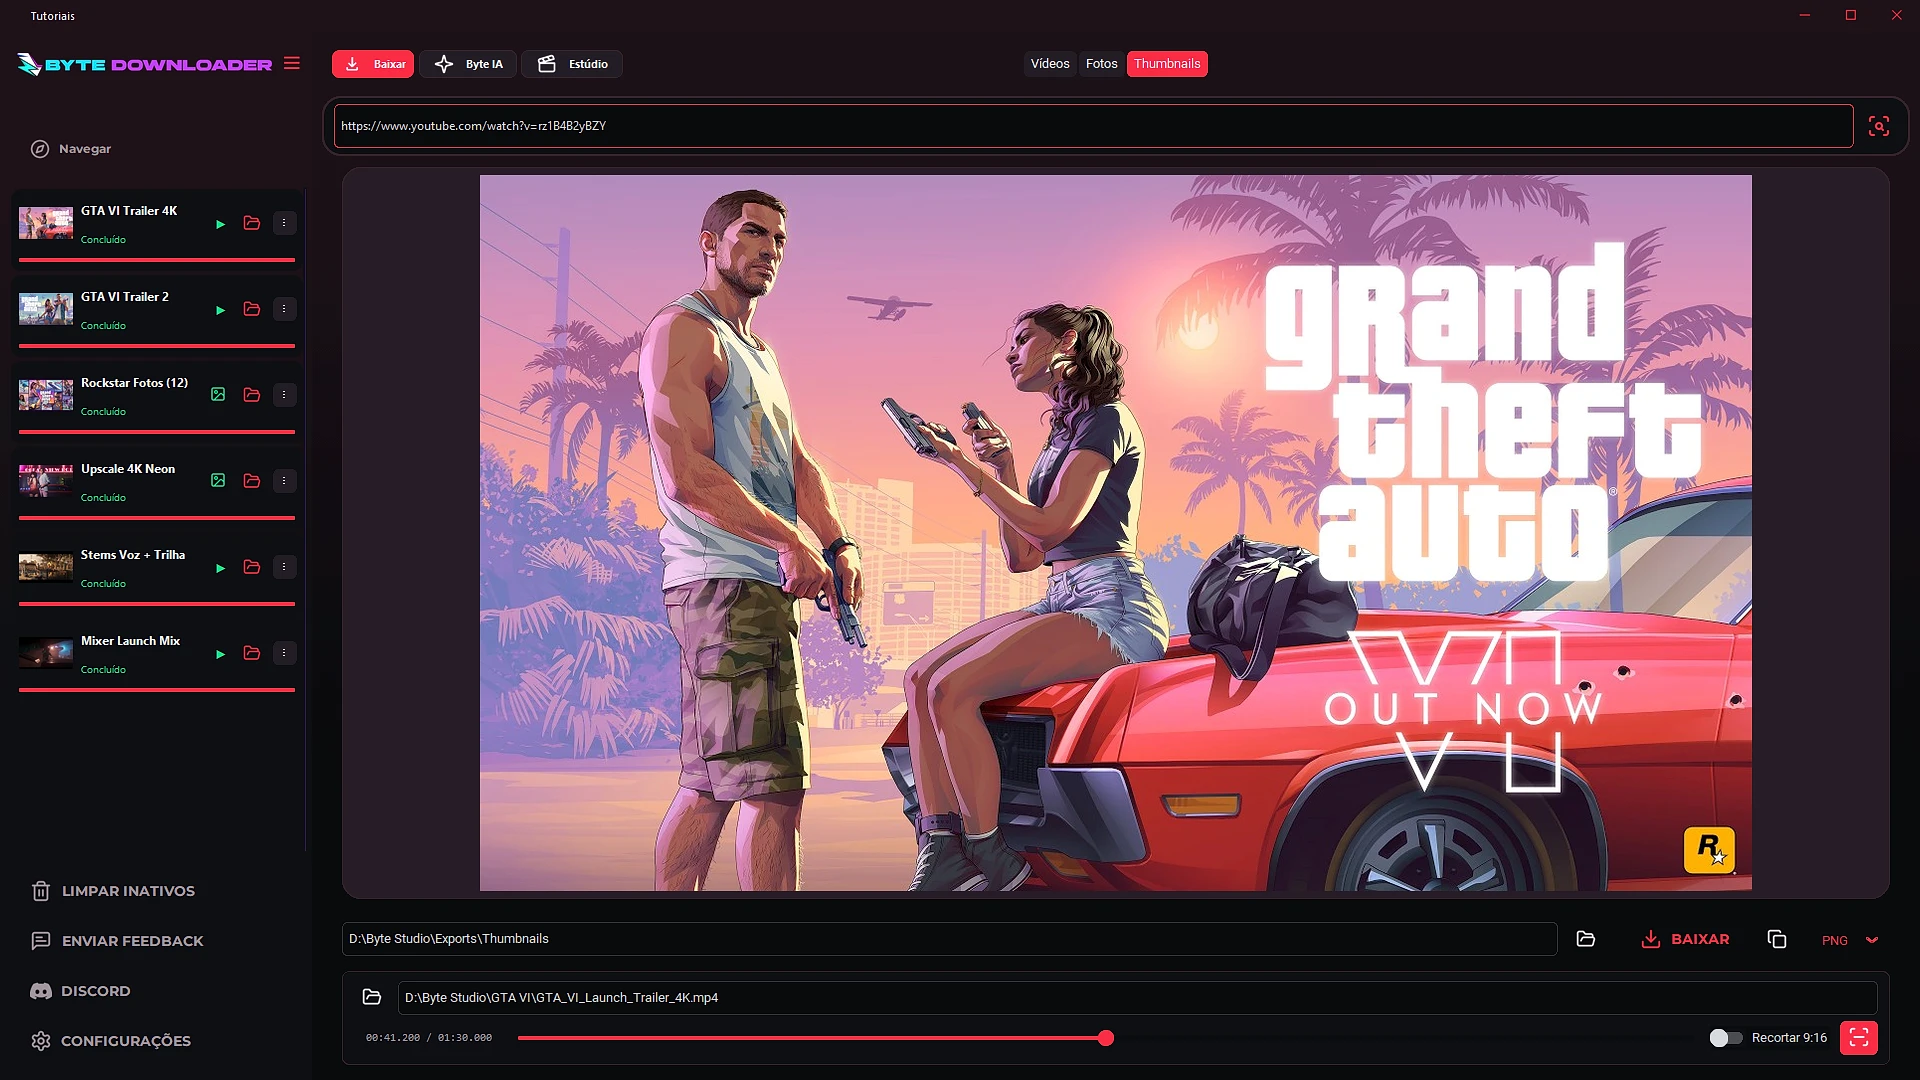 Tutoriais
BYTE DOWNLOADER
Baixar
Byte IA
Estúdio
Vídeos
Fotos
Thumbnails
https://www.youtube.com/watch?v=rz1B4B2yBZY
Navegar
GTA VI Trailer 4K
Concluído
GTA VI Trailer 2
Concluído
Rockstar Fotos (12)
Concluído
Upscale 4K Neon
Concluído
Stems Voz + Trilha
Concluído
Mixer Launch Mix
Concluído
LIMPAR INATIVOS
ENVIAR FEEDBACK
DISCORD
CONFIGURAÇÕES
grand
theft
auto®
VI
OUT NOW
R
D:\Byte Studio\Exports\Thumbnails
BAIXAR
PNG
D:\Byte Studio\GTA VI\GTA_VI_Launch_Trailer_4K.mp4
00:41.200 / 01:30.000
Recortar 9:16